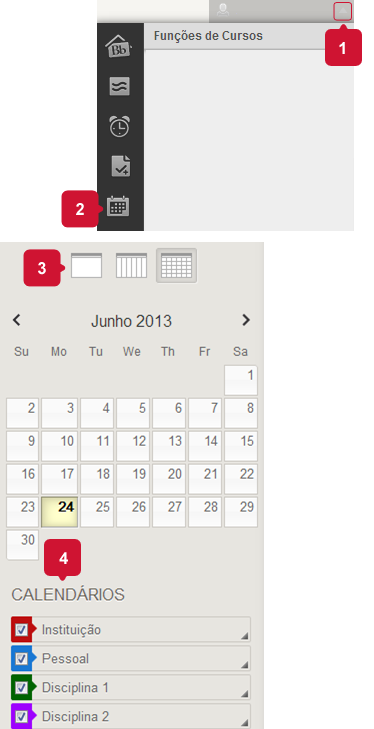 Funções de Cursos
1
Bb
2
3
Junho 2013
Su Mo Tu We Th Fr Sa
1
2 3 4 5 6 7 8
9 10 11 12 13 14 15
16 17 18 19 20 21 22
23 24 25 26 27 28 29
30
4
CALENDÁRIOS
Instituição
Pessoal
Disciplina 1
Disciplina 2